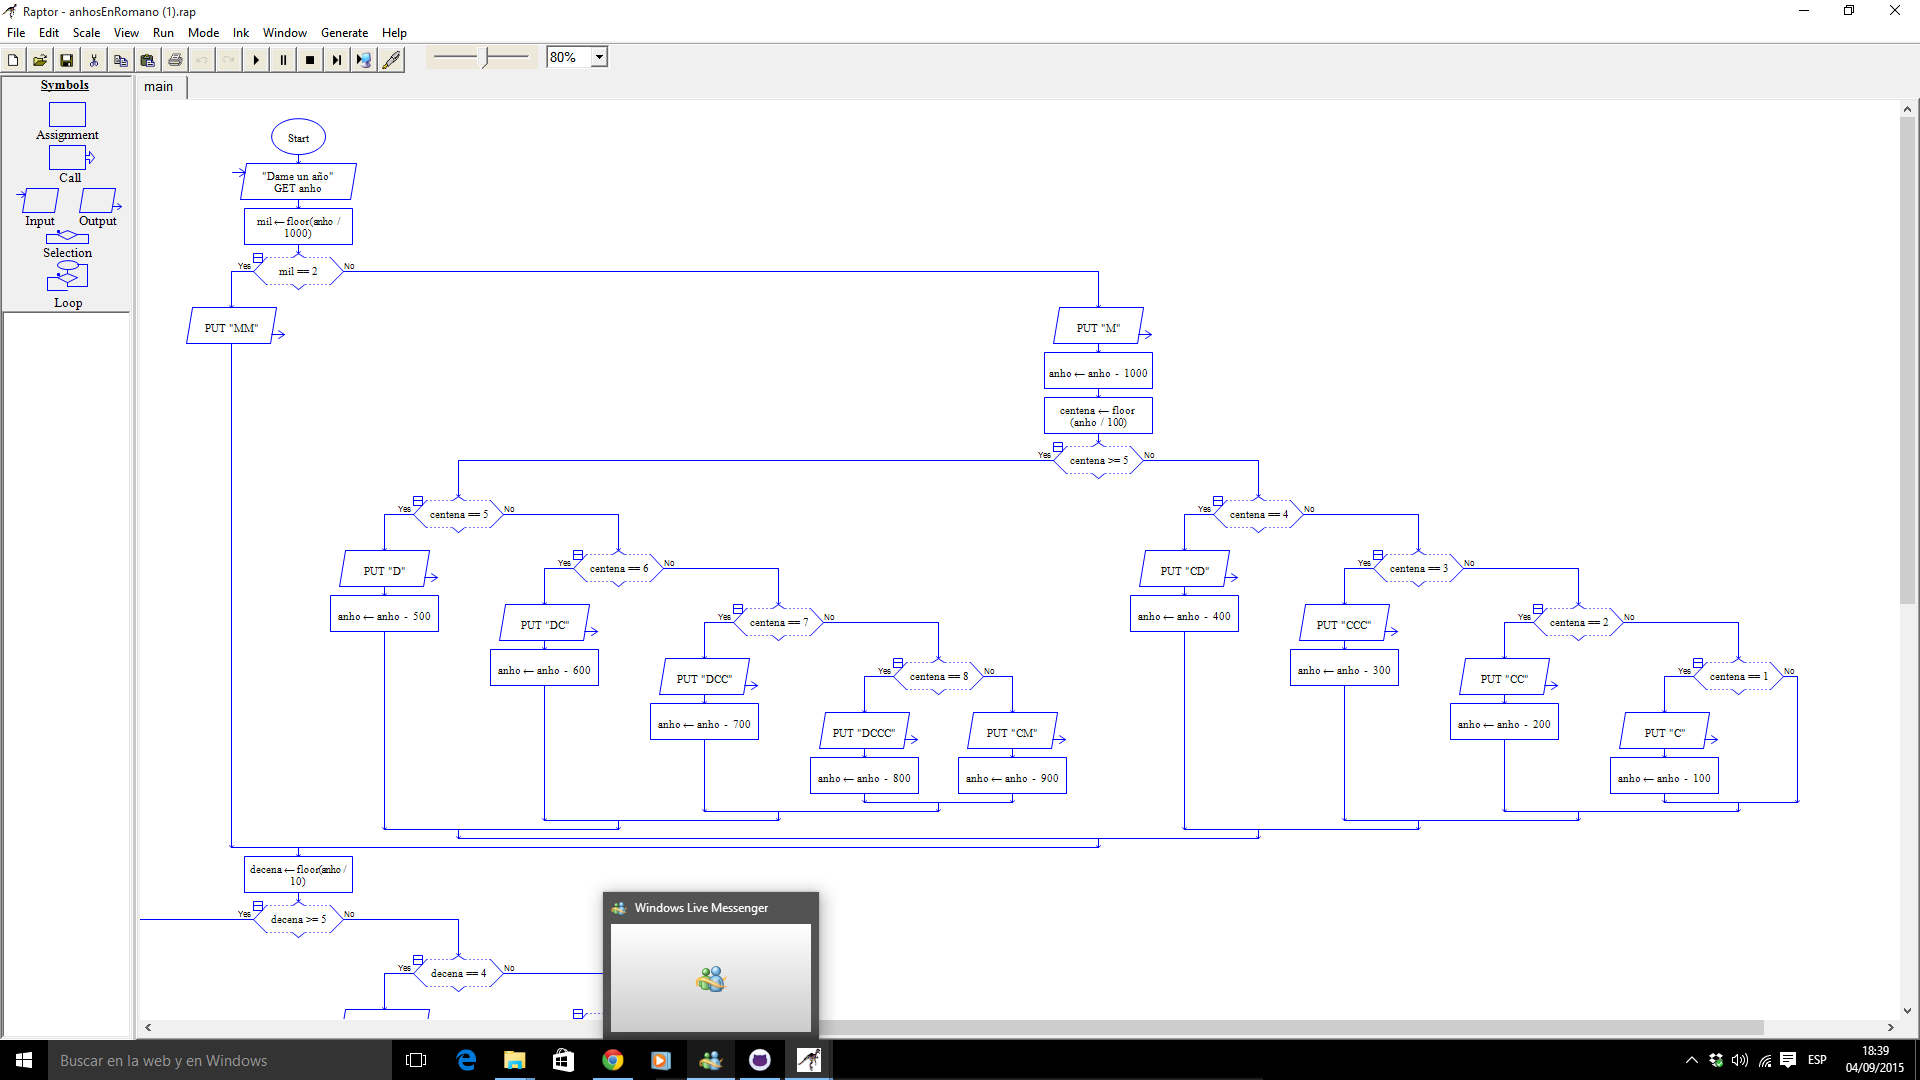 Raptor - anhosEnRomano (1).rap
File Edit Scale View Run Mode Ink Window Generate Help
80%
Symbols
Assignment
Call
Input Output
Selection
Loop
main
Start
"Dame un año"
GET anho
mil ← floor(anho /
1000)
Yes mil == 2 No
PUT "MM" PUT "M"
anho ← anho - 1000
centena ← floor
(anho / 100)
Yes centena >= 5 No
Yes centena == 5 No Yes centena == 4 No
PUT "D" Yes centena == 6 No PUT "CD" Yes centena == 3 No
anho ← anho - 500 PUT "DC" Yes centena == 7 No anho ← anho - 400 PUT "CCC" Yes centena == 2 No
anho ← anho - 600 PUT "DCC" Yes centena == 8 No anho ← anho - 300 PUT "CC" Yes centena == 1 No
anho ← anho - 700 PUT "DCCC" PUT "CM" anho ← anho - 200 PUT "C"
anho ← anho - 800 anho ← anho - 900 anho ← anho - 100
decena ← floor(anho /
10)
Yes decena >= 5 No
Yes decena == 4 No
Windows Live Messenger
Buscar en la web y en Windows
ESP
18:39
04/09/2015